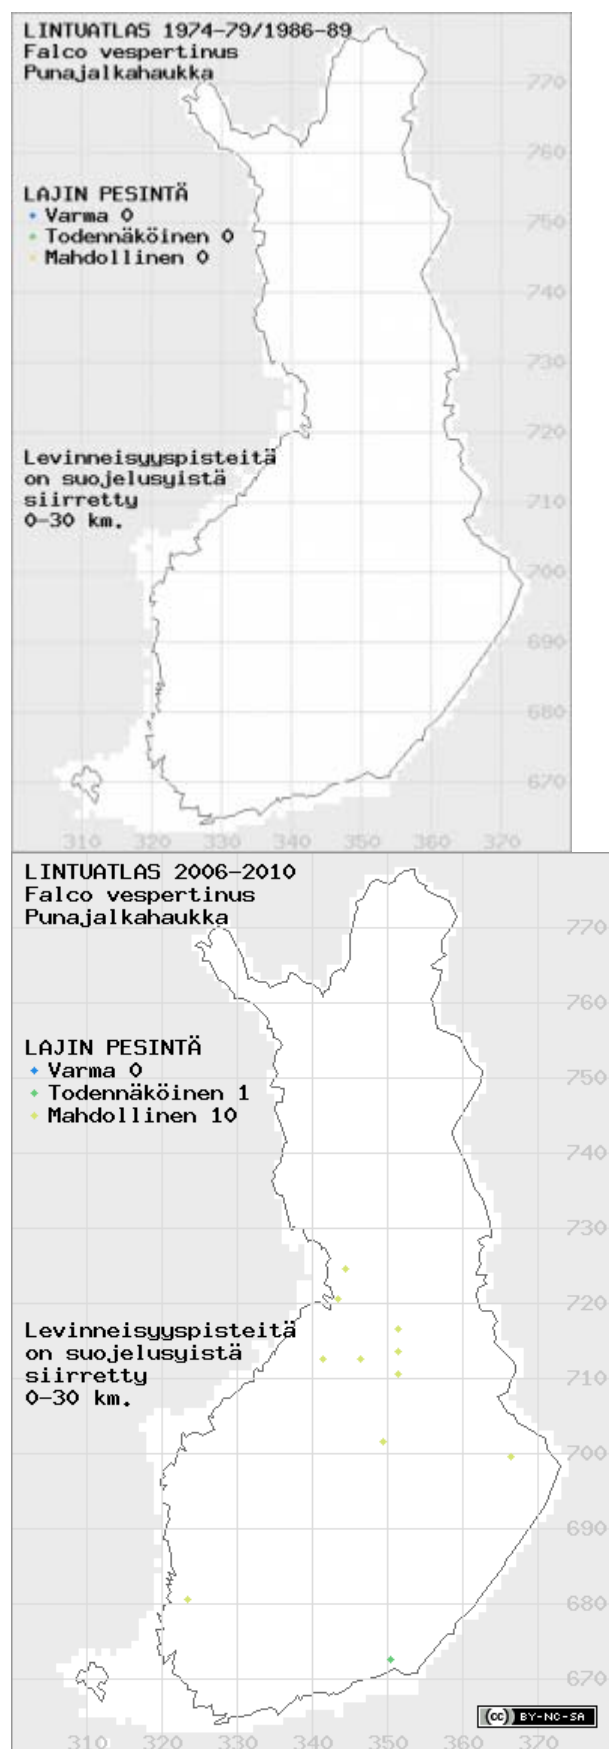 LINTUATLAS 1974-79/1986-89
Falco vespertinus
Punajalkahaukka
770
760
LAJIN PESINTÄ
Varma 0
750
Todennäköinen 0
Mahdollinen 0
740
730
720
Levinneisyyspisteitä
on suojelusyistä
siirretty
710
0-30 km.
700
690
680
670
310 320 330 340 350 360 370
LINTUATLAS 2006-2010
Falco vespertinus
Punajalkahaukka
770
760
LAJIN PESINTÄ
Varma 0
750
Todennäköinen 1
Mahdollinen 10
740
730
720
Levinneisyyspisteitä
on suojelusyistä
siirretty
710
0-30 km.
700
690
680
670
cc BY-NC-SA
310 320 330 340 350 360 370